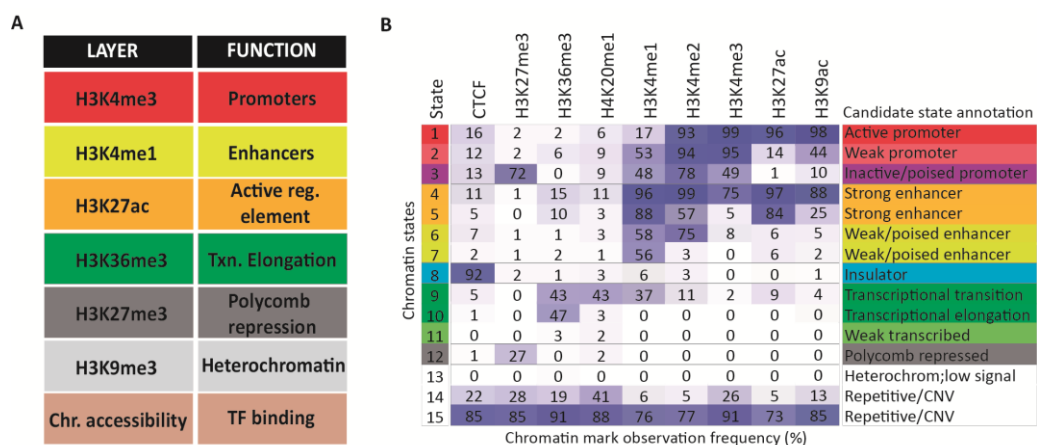 A
LAYER FUNCTION
H3K4me3 Promoters
H3K4me1 Enhancers
H3K27ac Active reg.
element
H3K36me3 Txn. Elongation
H3K27me3 Polycomb
repression
H3K9me3 Heterochromatin
Chr. accessibility TF binding
B
State CTCF H3K27me3 H3K36me3 H4K20me1 H3K4me1 H3K4me2 H3K4me3 H3K27ac H3K9ac Candidate state annotation
Chromatin states
1 16 2 2 6 17 93 99 96 98 Active promoter
2 12 2 6 9 53 94 95 14 44 Weak promoter
3 13 72 0 9 48 78 49 1 10 Inactive/poised promoter
4 11 1 15 11 96 99 75 97 88 Strong enhancer
5 5 0 10 3 88 57 5 84 25 Strong enhancer
6 7 1 1 3 58 75 8 6 5 Weak/poised enhancer
7 2 1 2 1 56 3 0 6 2 Weak/poised enhancer
8 92 2 1 3 6 3 0 0 1 Insulator
9 5 0 43 43 37 11 2 9 4 Transcriptional transition
10 1 0 47 3 0 0 0 0 0 Transcriptional elongation
11 0 0 3 2 0 0 0 0 0 Weak transcribed
12 1 27 0 2 0 0 0 0 0 Polycomb repressed
13 0 0 0 0 0 0 0 0 0 Heterochrom;low signal
14 22 28 19 41 6 5 26 5 13 Repetitive/CNV
15 85 85 91 88 76 77 91 73 85 Repetitive/CNV
Chromatin mark observation frequency (%)